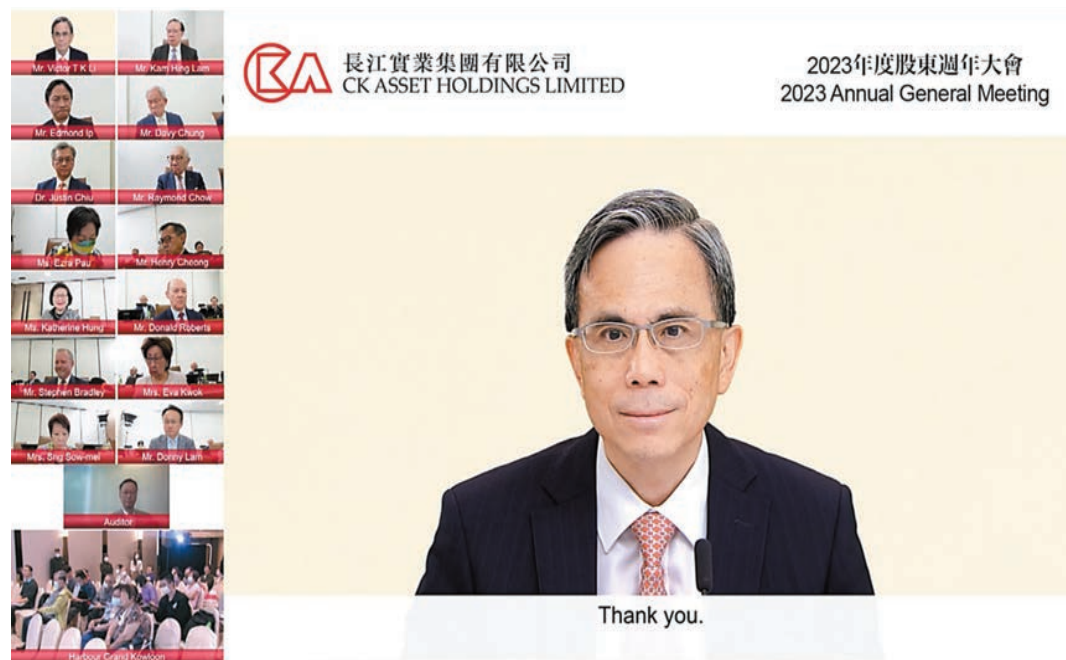 Mr. Victor T K Li
Mr. Kam Hing Lam
Mr. Edmond Ip
Mr. Davy Chung
Dr. Justin Chiu
Mr. Raymond Chow
Ms. Ezra Pau
Mr. Henry Cheong
Ms. Katherine Hung
Mr. Donald Roberts
Mr. Stephen Bradley
Mrs. Eva Kwok
Mrs. Sng Sow-mei
Mr. Donny Lam
Auditor
Harbour Grand Kowloon
長江實業集團有限公司
CK ASSET HOLDINGS LIMITED
2023年度股東週年大會
2023 Annual General Meeting
Thank you.